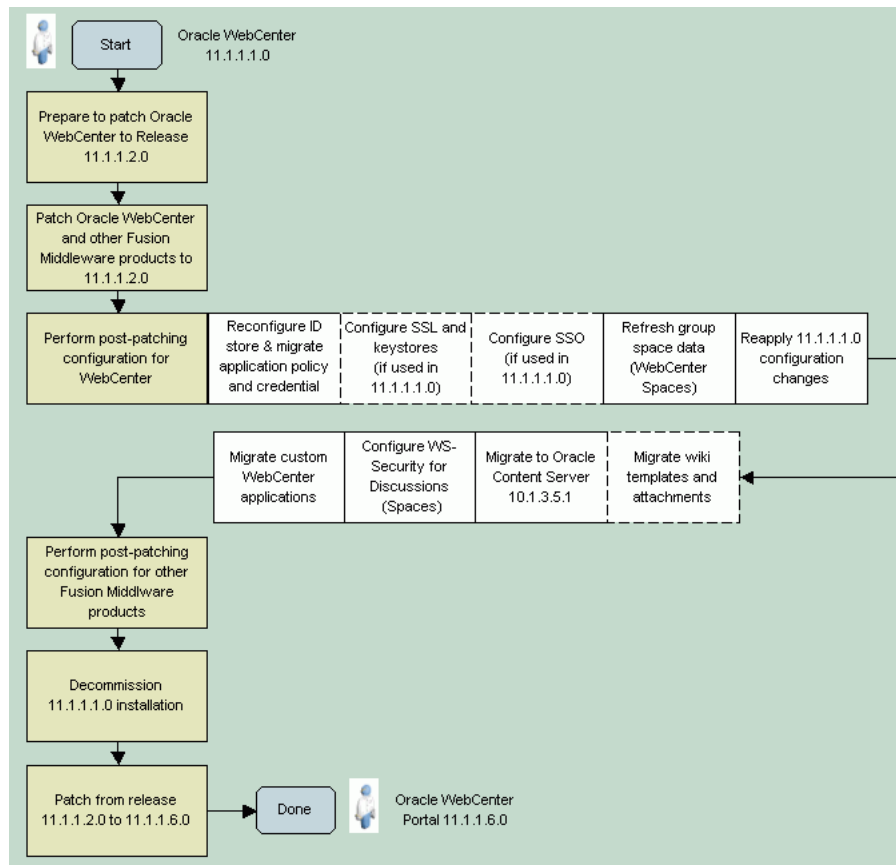 Start
Oracle WebCenter
11.1.1.1.0
Prepare to patch Oracle
WebCenter to Release
11.1.1.2.0
Patch Oracle WebCenter
and other Fusion
Middleware products to
11.1.1.2.0
Perform post-patching
configuration for
WebCenter
Reconfigure ID
store & migrate
application policy
and credential
Configure SSL and
keystores
(if used in
11.1.1.1.0)
Configure SSO
(if used in
11.1.1.1.0)
Refresh group
space data
(WebCenter
Spaces)
Reapply 11.1.1.1.0
configuration
changes
Migrate custom
WebCenter
applications
Configure WS-
Security for
Discussions
(Spaces)
Migrate to Oracle
Content Server
10.1.3.5.1
Migrate wiki
templates and
attachments
Perform post-patching
configuration for other
Fusion Middlware
products
Decommission
11.1.1.1.0 installation
Patch from release
11.1.1.2.0 to 11.1.1.6.0
Done
Oracle WebCenter
Portal 11.1.1.6.0